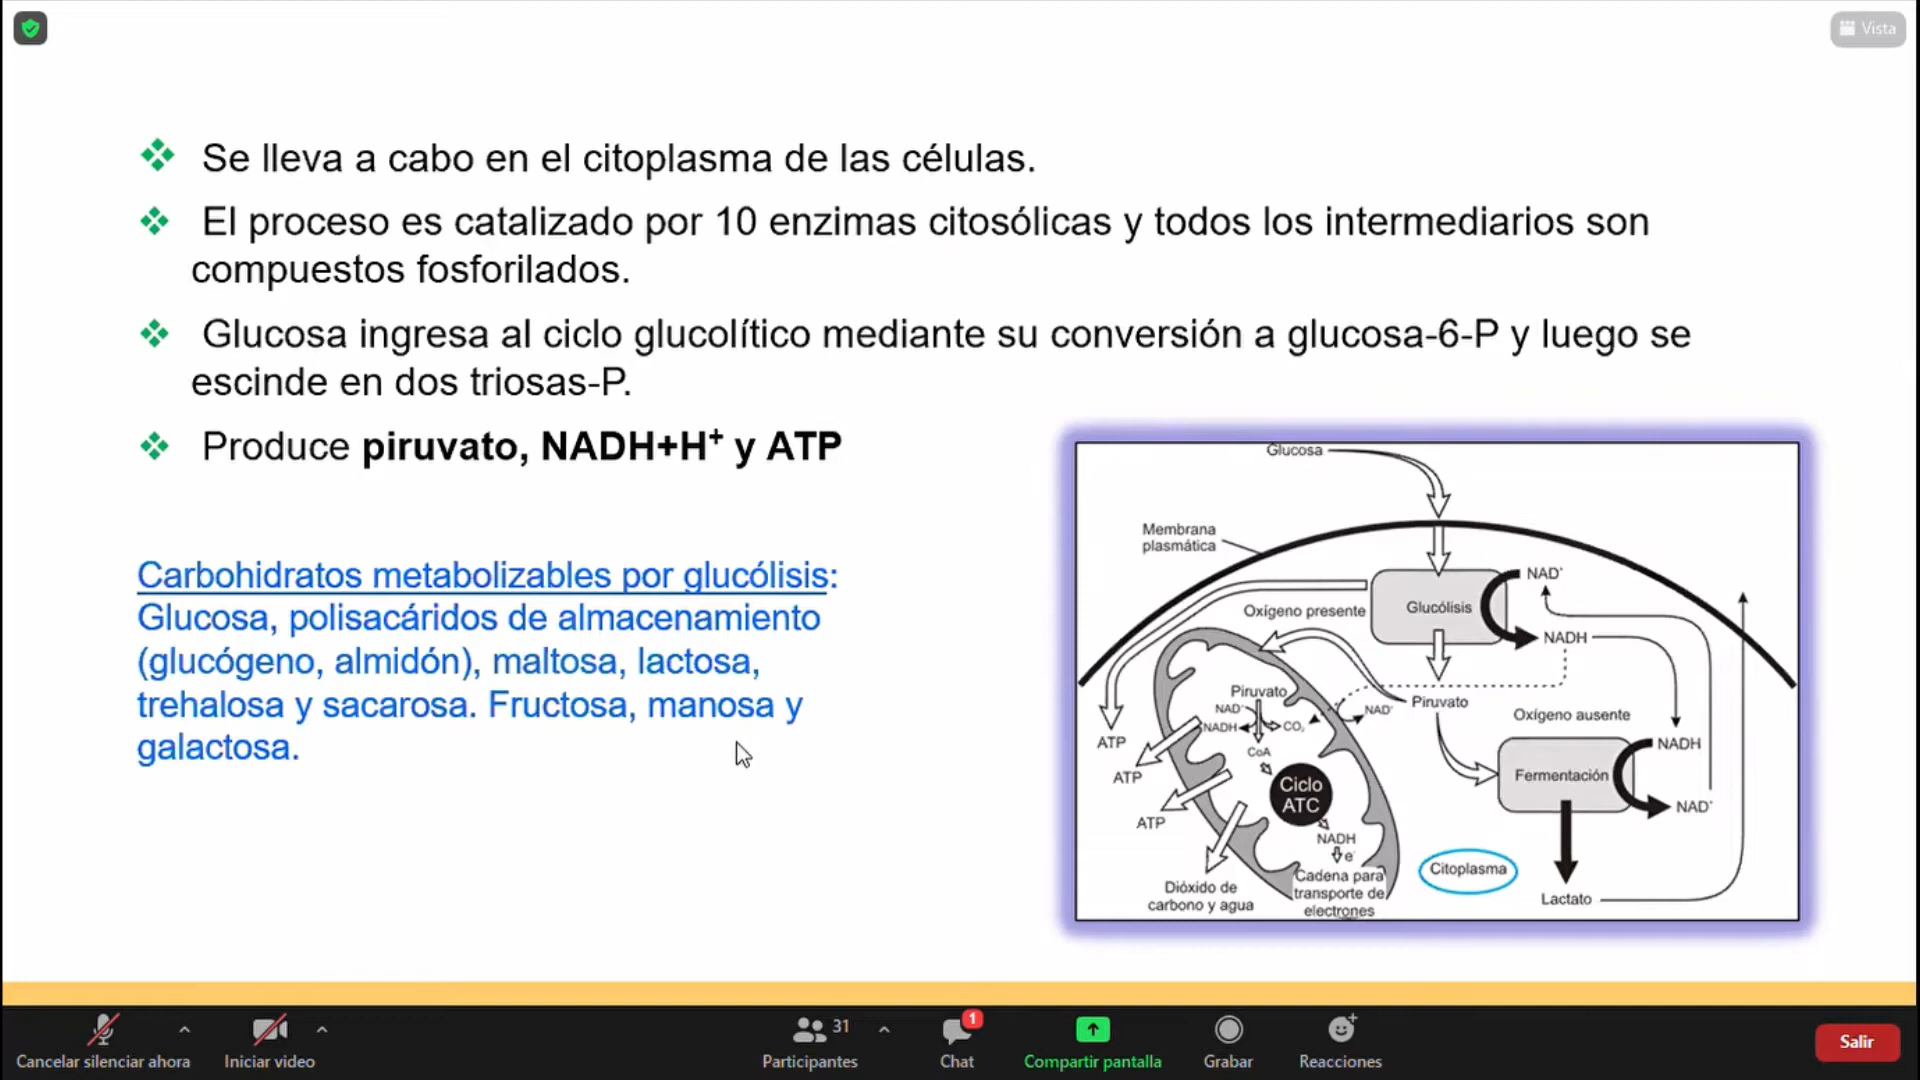 Vista
Se lleva a cabo en el citoplasma de las células.
El proceso es catalizado por 10 enzimas citosólicas y todos los intermediarios son
compuestos fosforilados.
Glucosa ingresa al ciclo glucolítico mediante su conversión a glucosa-6-P y luego se
escinde en dos triosas-P.
Produce piruvato, NADH+H⁺ y ATP
Carbohidratos metabolizables por glucólisis:
Glucosa, polisacáridos de almacenamiento
(glucógeno, almidón), maltosa, lactosa,
trehalosa y sacarosa. Fructosa, manosa y
galactosa.
Glucosa
Membrana
plasmática
NAD⁺
Oxígeno presente
Glucólisis
NADH
Piruvato
NAD⁺
NADH
CO₂
NAD⁺
Piruvato
Oxígeno ausente
CoA
ATP
ATP
ATP
Ciclo
ATC
NADH
e⁻
Cadena para
transporte de
electrones
Dióxido de
carbono y agua
NADH
Fermentación
NAD⁺
Citoplasma
Lactato
Cancelar silenciar ahora
Iniciar video
31
Participantes
1
Chat
Compartir pantalla
Grabar
Reacciones
Salir